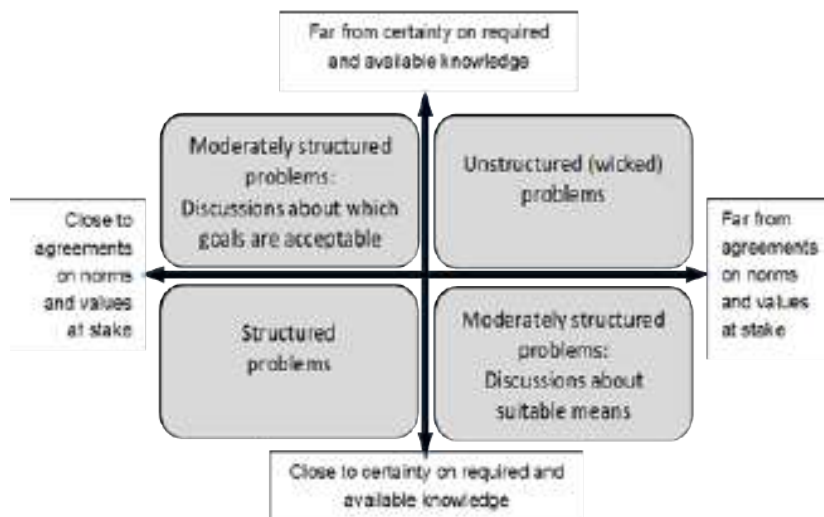 Far from certainty on required
and available knowledge
Moderately structured
problems:
Discussions about which
goals are acceptable
Unstructured (wicked)
problems
Close to
agreements
on norms
and values
at stake
Far from
agreements
on norms
and values
at stake
Structured
problems
Moderately structured
problems:
Discussions about
suitable means
Close to certainty on required and
available knowledge